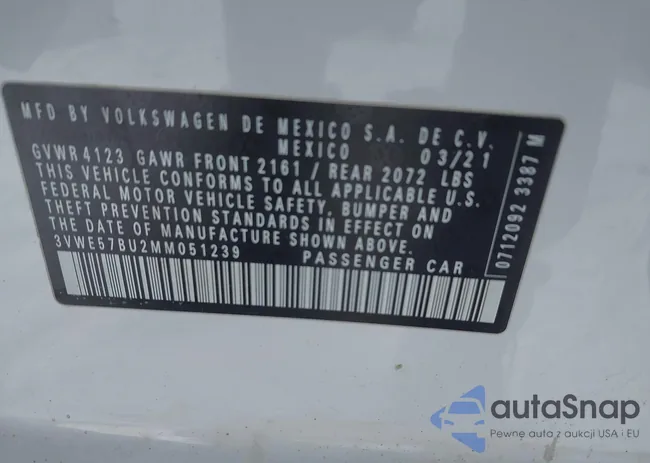 MFD BY VOLKSWAGEN DE MEXICO S.A. DE C.V.
MEXICO 03/21
GVWR 4123 GAWR FRONT 2161 / REAR 2072 LBS
THIS VEHICLE CONFORMS TO ALL APPLICABLE U.S.
FEDERAL MOTOR VEHICLE SAFETY, BUMPER AND
THEFT PREVENTION STANDARDS IN EFFECT ON
THE DATE OF MANUFACTURE SHOWN ABOVE.
3VWE57BU2MM051239 PASSENGER CAR
0712092 3387 M
autaSnap
Pewne auta z aukcji USA i EU